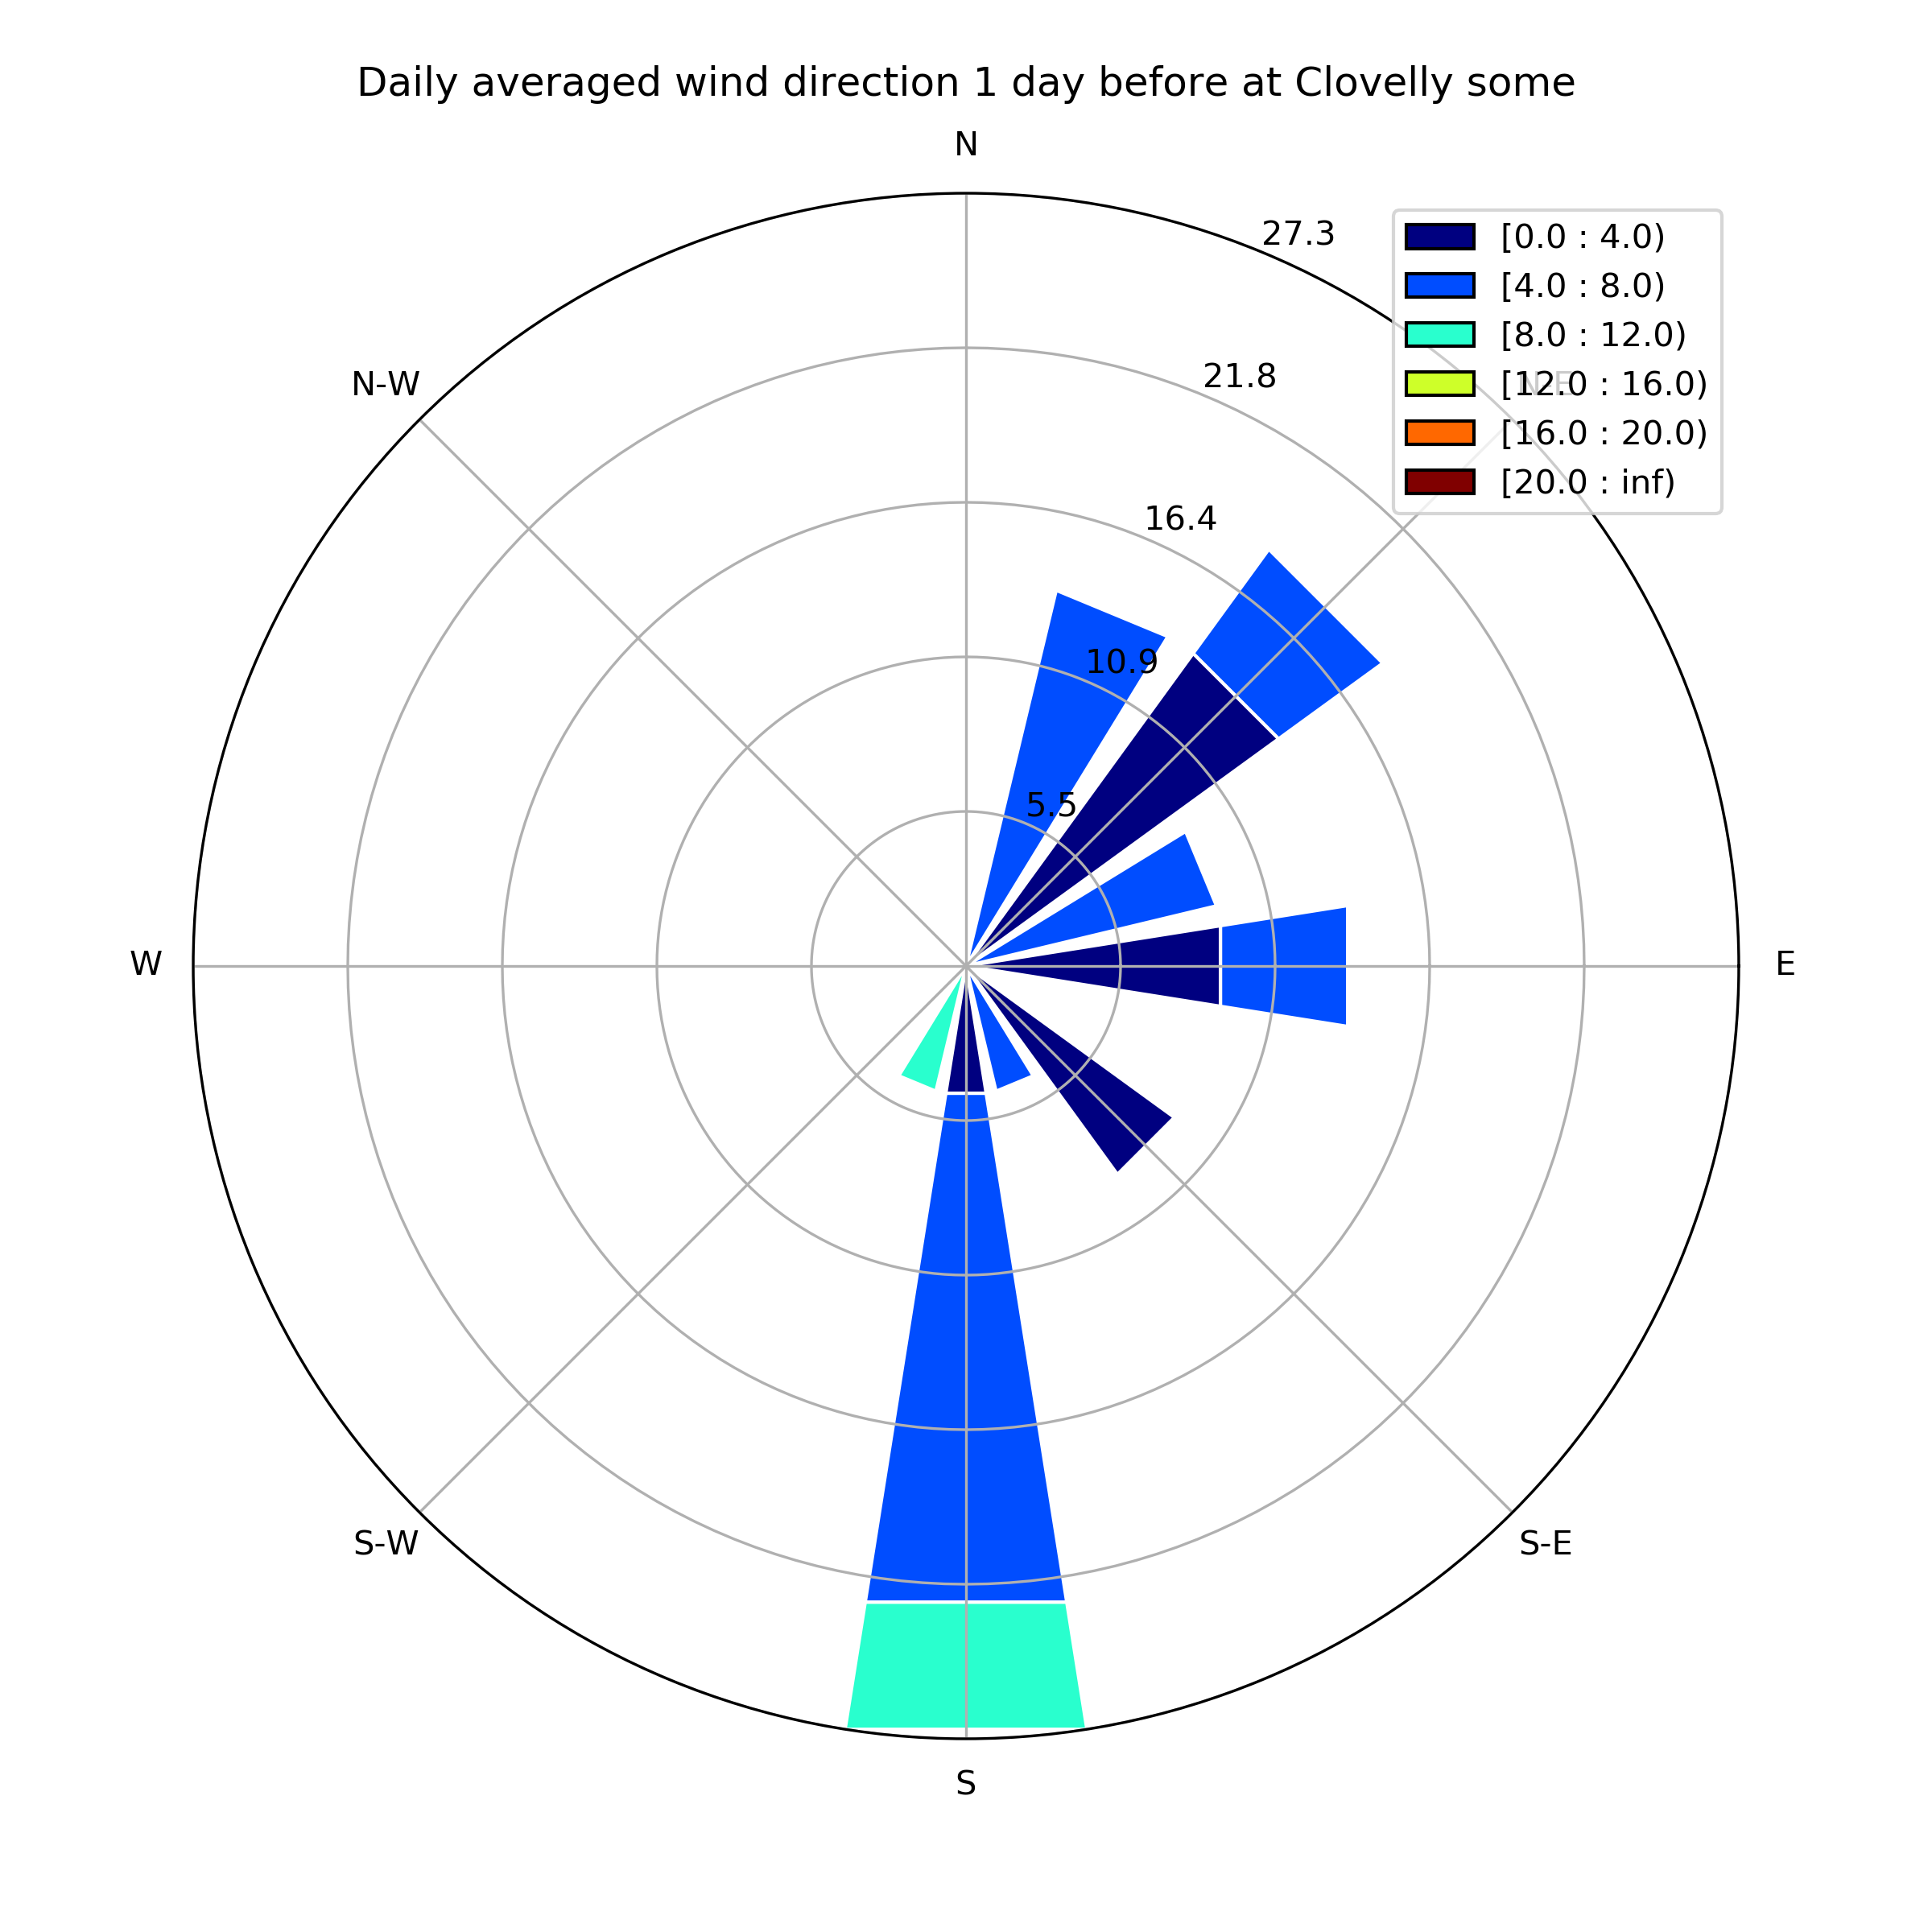 Daily averaged wind direction 1 day before at Clovelly some
N
27.3
[0.0 : 4.0)
[4.0 : 8.0)
[8.0 : 12.0)
[12.0 : 16.0)
[16.0 : 20.0)
[20.0 : inf)
N-W
N-E
21.8
16.4
10.9
5.5
W
E
S-W
S-E
S